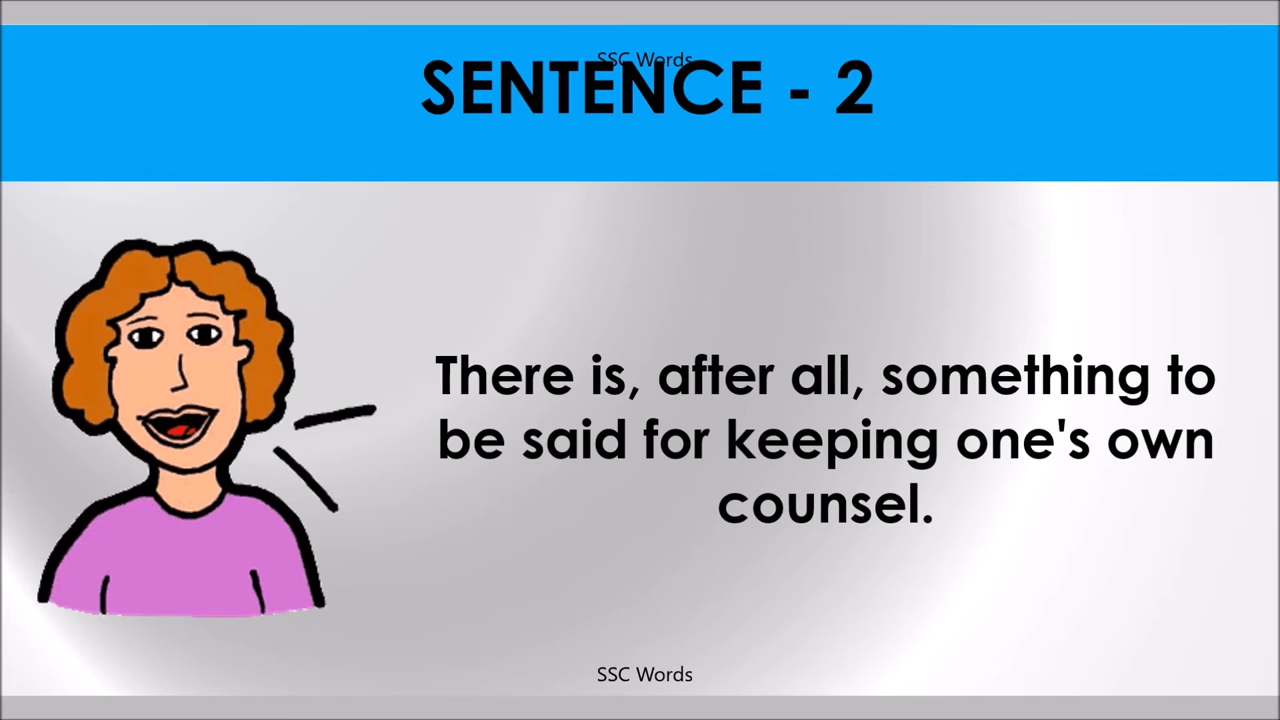 SSC Words
SENTENCE - 2
There is, after all, something to
be said for keeping one's own
counsel.
SSC Words